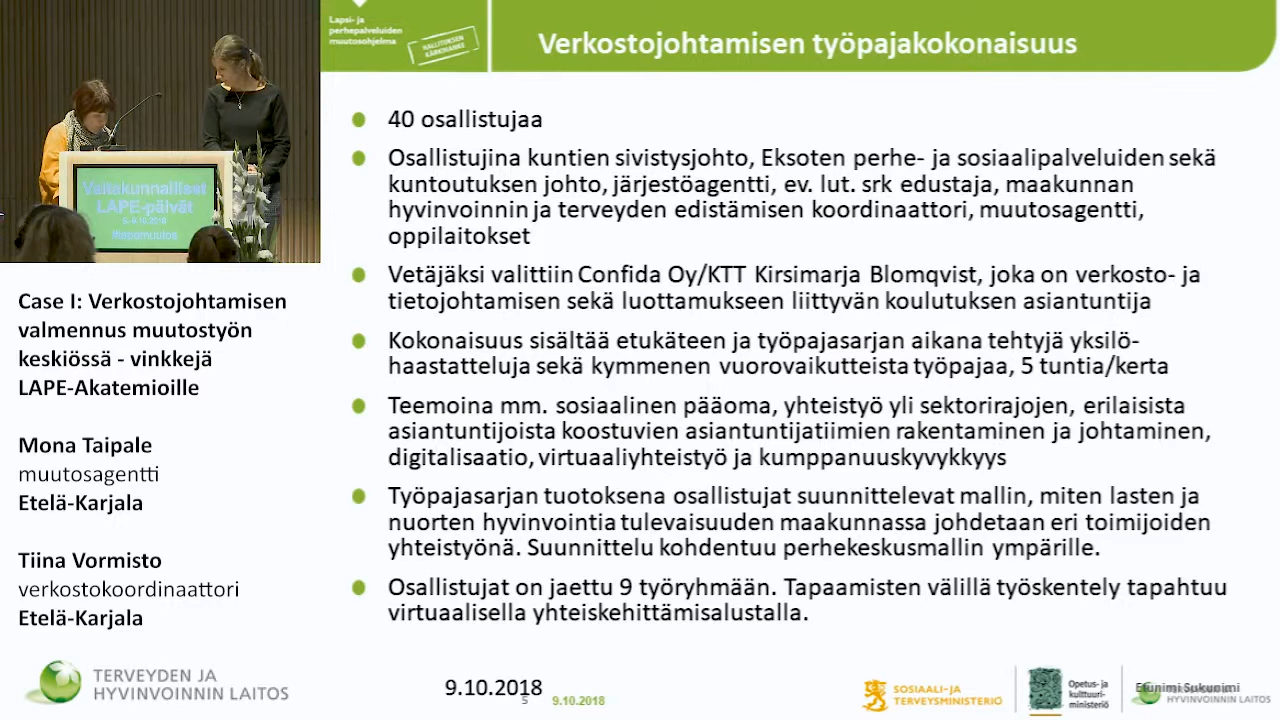 Lapsi- ja
perhepalveluiden
muutosohjelma
HALLITUKSEN
KÄRKIHANKE
Verkostojohtamisen työpajakokonaisuus
Valtakunnalliset
LAPE-päivät
#lapemuutos
40 osallistujaa
Osallistujina kuntien sivistysjohto, Eksoten perhe- ja sosiaalipalveluiden sekä
kuntoutuksen johto, järjestöagentti, ev. lut. srk edustaja, maakunnan
hyvinvoinnin ja terveyden edistämisen koordinaattori, muutosagentti,
oppilaitokset
Vetäjäksi valittiin Confida Oy/KTT Kirsimarja Blomqvist, joka on verkosto- ja
tietojohtamisen sekä luottamukseen liittyvän koulutuksen asiantuntija
Kokonaisuus sisältää etukäteen ja työpajasarjan aikana tehtyjä yksilö-
haastatteluja sekä kymmenen vuorovaikutteista työpajaa, 5 tuntia/kerta
Teemoina mm. sosiaalinen pääoma, yhteistyö yli sektorirajojen, erilaisista
asiantuntijoista koostuvien asiantuntijatiimien rakentaminen ja johtaminen,
digitalisaatio, virtuaaliyhteistyö ja kumppanuuskyvykkyys
Työpajasarjan tuotoksena osallistujat suunnittelevat mallin, miten lasten ja
nuorten hyvinvointia tulevaisuuden maakunnassa johdetaan eri toimijoiden
yhteistyönä. Suunnittelu kohdentuu perhekeskusmallin ympärille.
Osallistujat on jaettu 9 työryhmään. Tapaamisten välillä työskentely tapahtuu
virtuaalisella yhteiskehittämisalustalla.
Case I: Verkostojohtamisen
valmennus muutostyön
keskiössä - vinkkejä
LAPE-Akatemioille
Mona Taipale
muutosagentti
Etelä-Karjala
Tiina Vormisto
verkostokoordinaattori
Etelä-Karjala
TERVEYDEN JA
HYVINVOINNIN LAITOS
9.10.2018
5
9.10.2018
SOSIAALI- JA
TERVEYSMINISTERIÖ
Opetus- ja
kulttuuri-
ministeriö
Etunimi Sukunimi
HYVINVOINNIN LAITOS